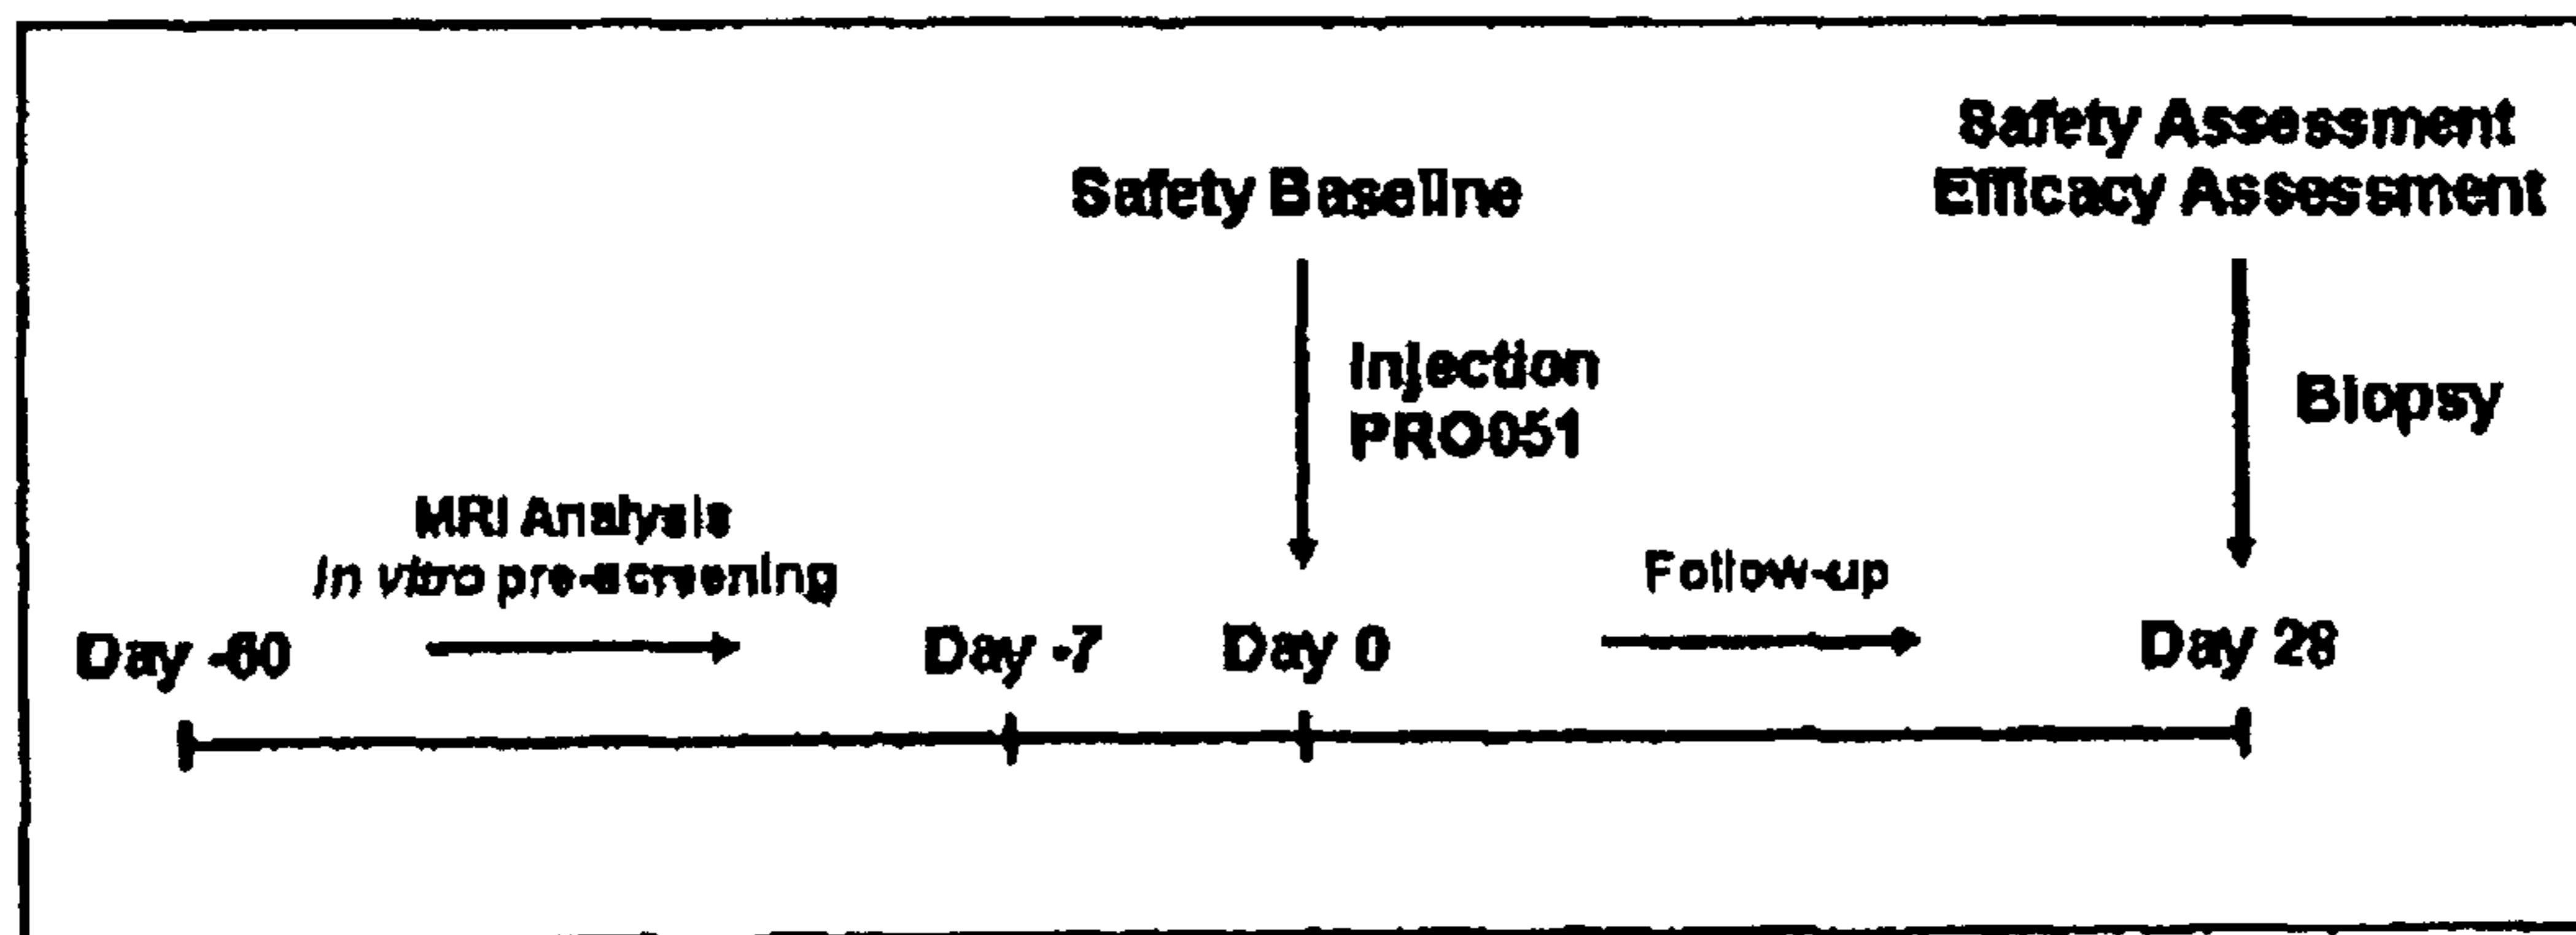 Safety Assessment
Efficacy Assessment
Safety Baseline
Injection
PRO051
Biopsy
MRI Analysis
In vitro pre-screening
Follow-up
Day -60
Day -7
Day 0
Day 28